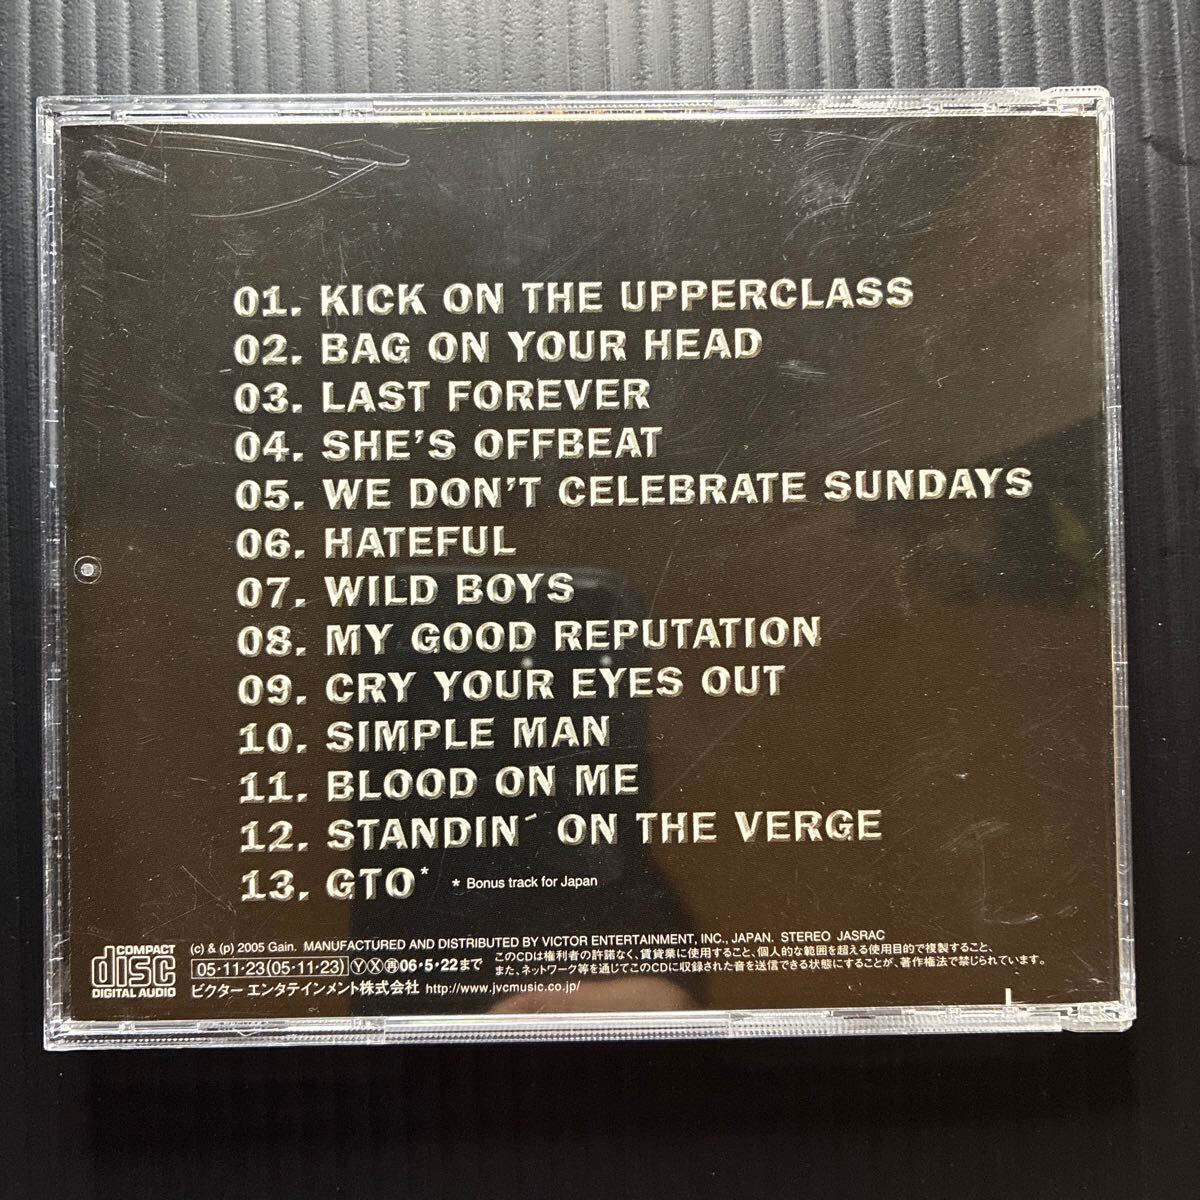 01. KICK ON THE UPPERCLASS
02. BAG ON YOUR HEAD
03. LAST FOREVER
04. SHE'S OFFBEAT
05. WE DON'T CELEBRATE SUNDAYS
06. HATEFUL
07. WILD BOYS
08. MY GOOD REPUTATION
09. CRY YOUR EYES OUT
10. SIMPLE MAN
11. BLOOD ON ME
12. STANDIN´ ON THE VERGE
13. GTO* * Bonus track for Japan
COMPACT
disc
DIGITAL AUDIO
(c) & (p) 2005 Gain. MANUFACTURED AND DISTRIBUTED BY VICTOR ENTERTAINMENT, INC., JAPAN. STEREO JASRAC
05・11・23(05・11・23) Ⓨ Ⓧ ㊢06・5・22まで
このCDは権利者の許諾なく、賃貸業に使用すること、個人的な範囲を超える使用目的で複製すること、
また、ネットワーク等を通じてこのCDに収録された音を送信できる状態にすることが、著作権法で禁じられています。
ビクター エンタテインメント株式会社 http://www.jvcmusic.co.jp/